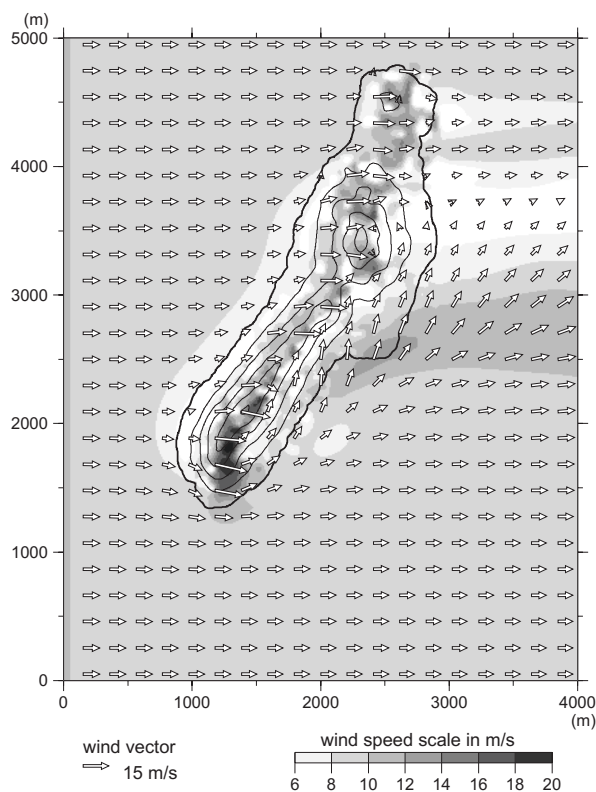 (m)
5000
4000
3000
2000
1000
0
0 1000 2000 3000 4000
(m)
wind vector
15 m/s
wind speed scale in m/s
6 8 10 12 14 16 18 20